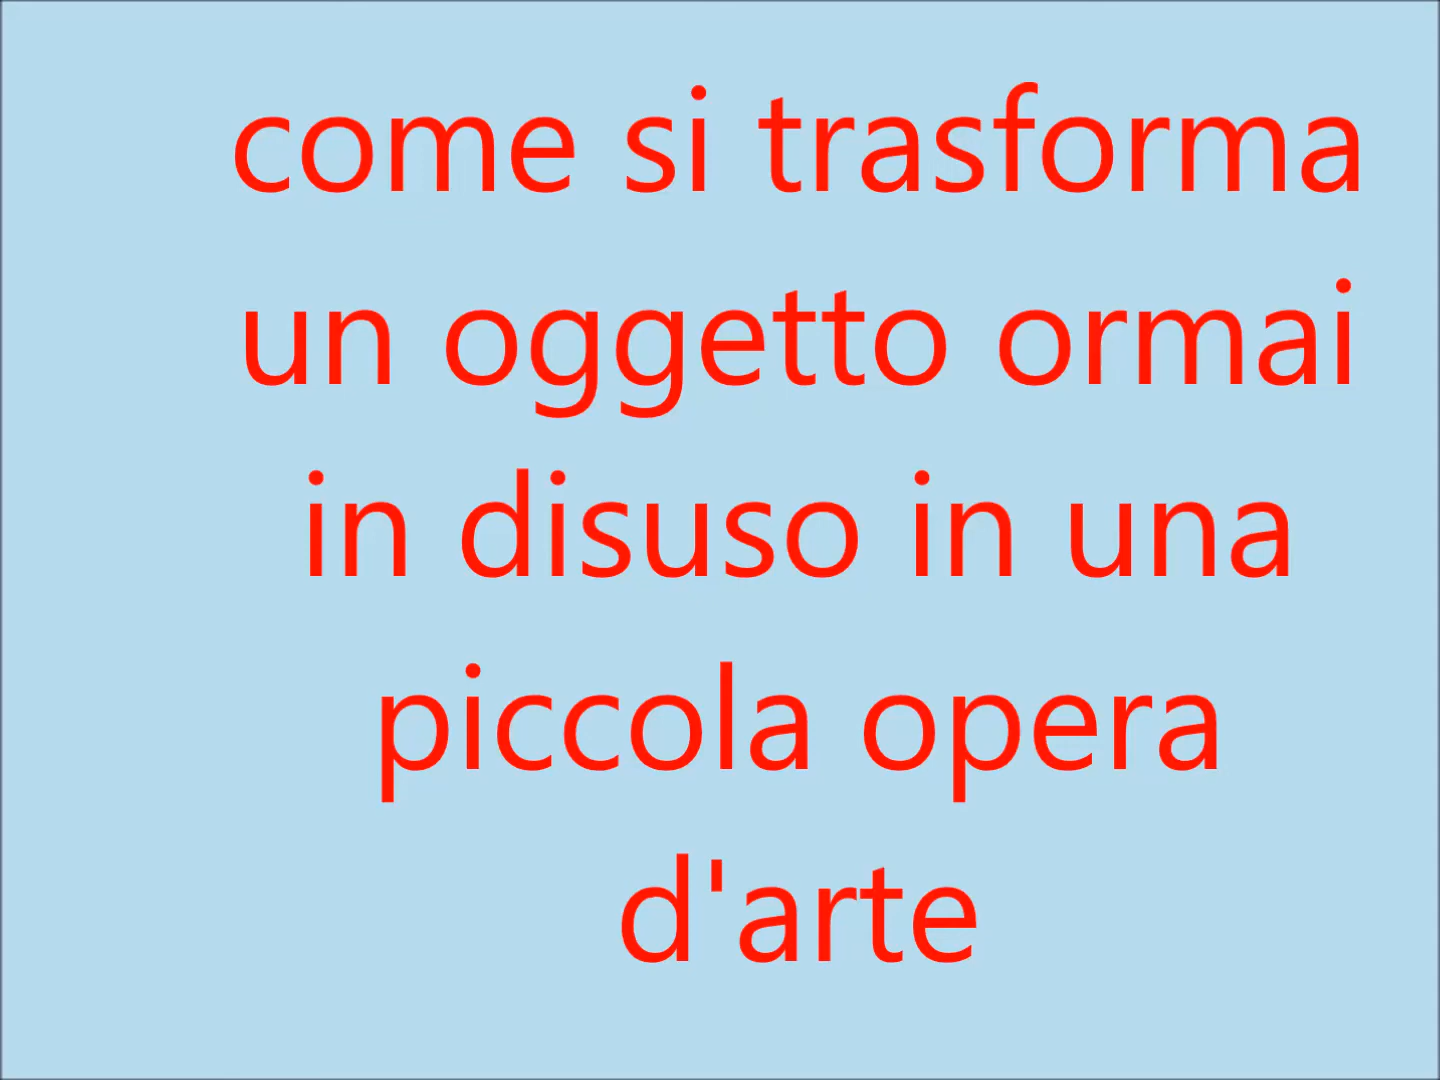 come si trasforma
un oggetto ormai
in disuso in una
piccola opera
d'arte